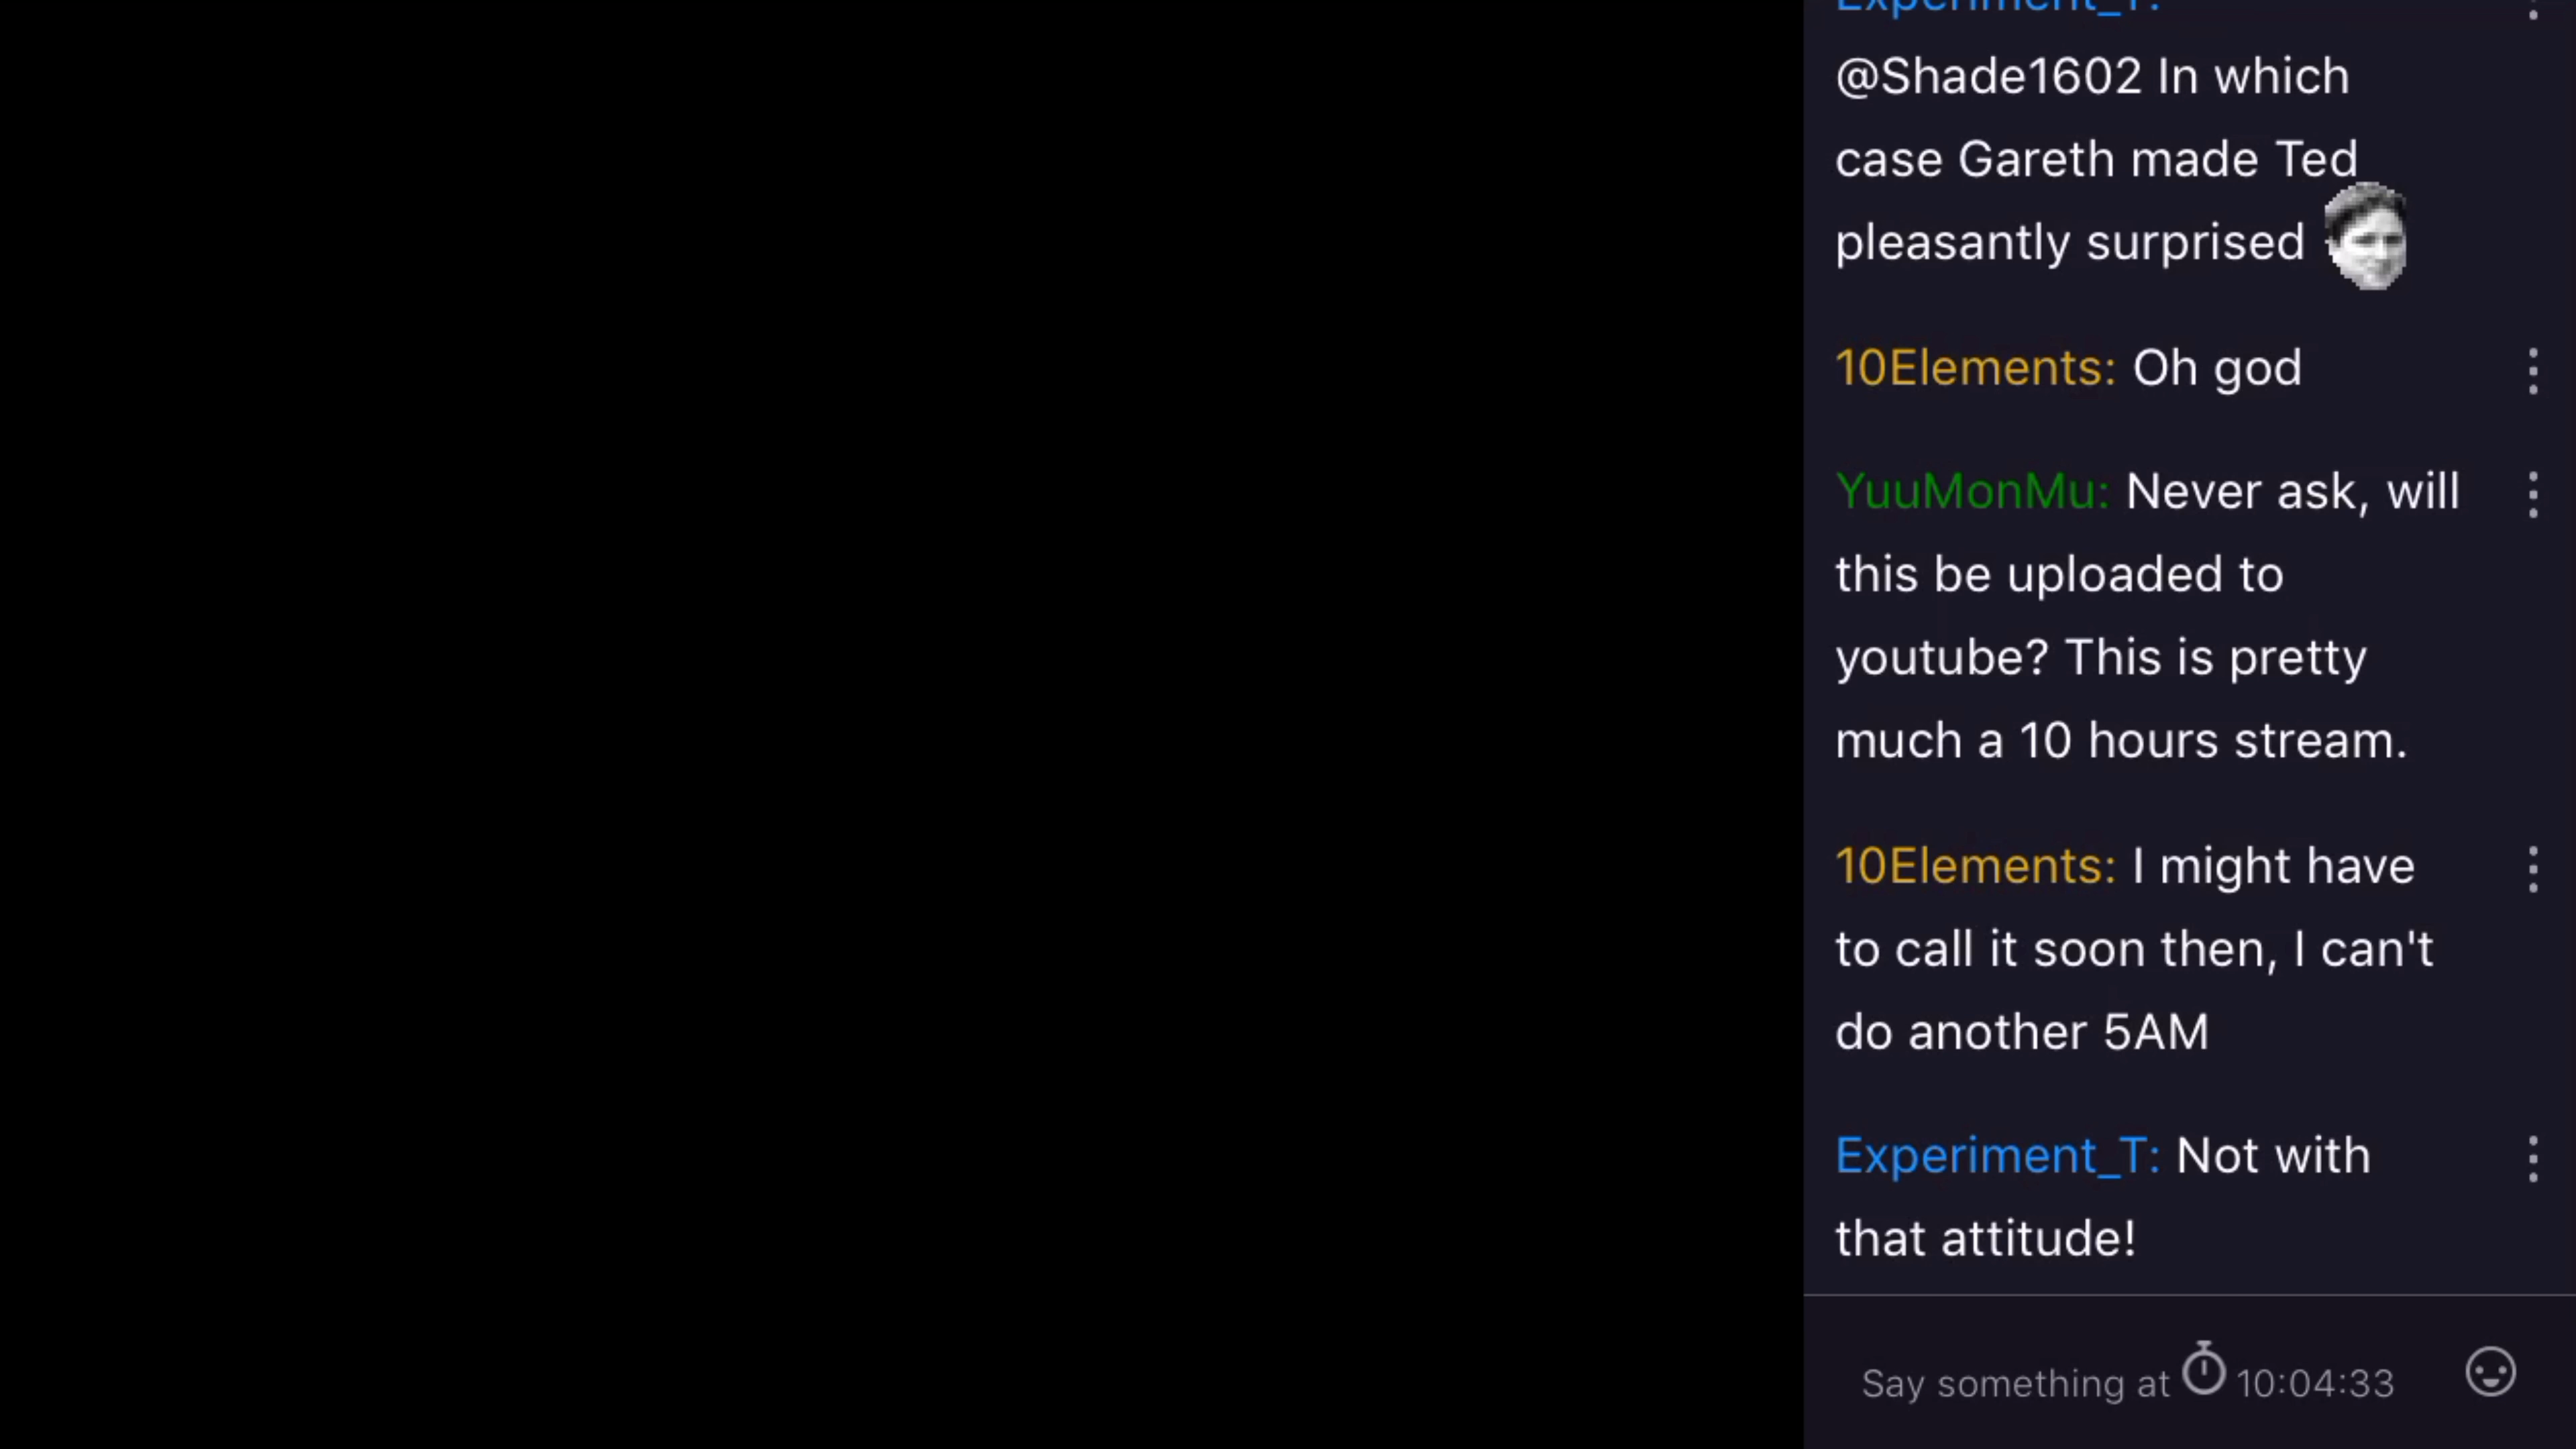 Experiment_T:
@Shade1602 In which
case Gareth made Ted
pleasantly surprised
10Elements: Oh god
YuuMonMu: Never ask, will
this be uploaded to
youtube? This is pretty
much a 10 hours stream.
10Elements: I might have
to call it soon then, I can't
do another 5AM
Experiment_T: Not with
that attitude!
Say something at 10:04:33